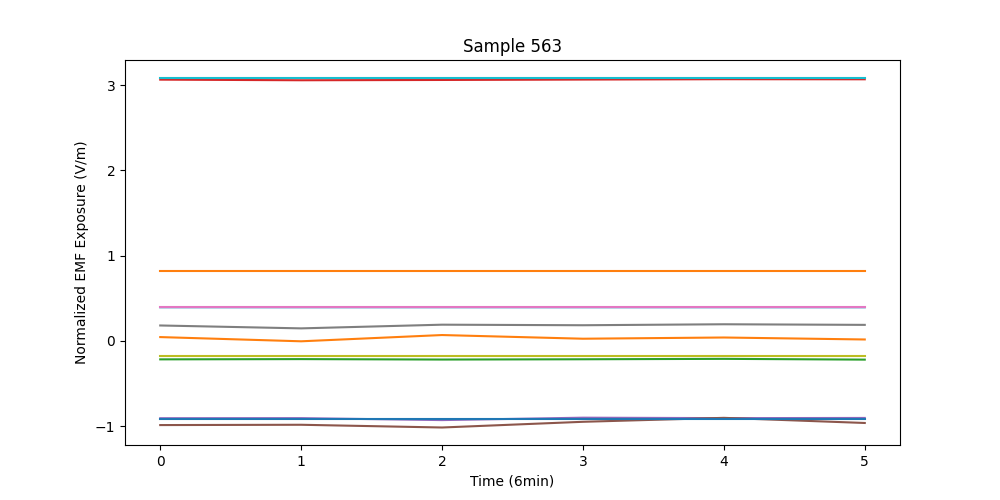 Sample 563
Normalized EMF Exposure (V/m)
3
2
1
0
−1
0 1 2 3 4 5
Time (6min)